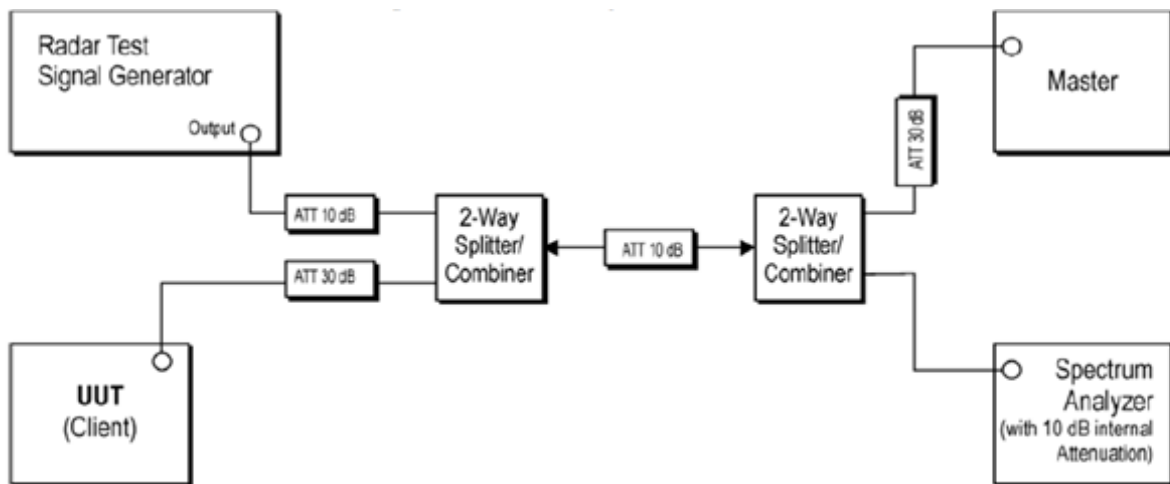 Radar Test
Signal Generator
Output
ATT 10 dB
ATT 30 dB
UUT
(Client)
2-Way
Splitter/
Combiner
ATT 10 dB
2-Way
Splitter/
Combiner
ATT 30 dB
Master
Spectrum
Analyzer
(with 10 dB internal
Attenuation)